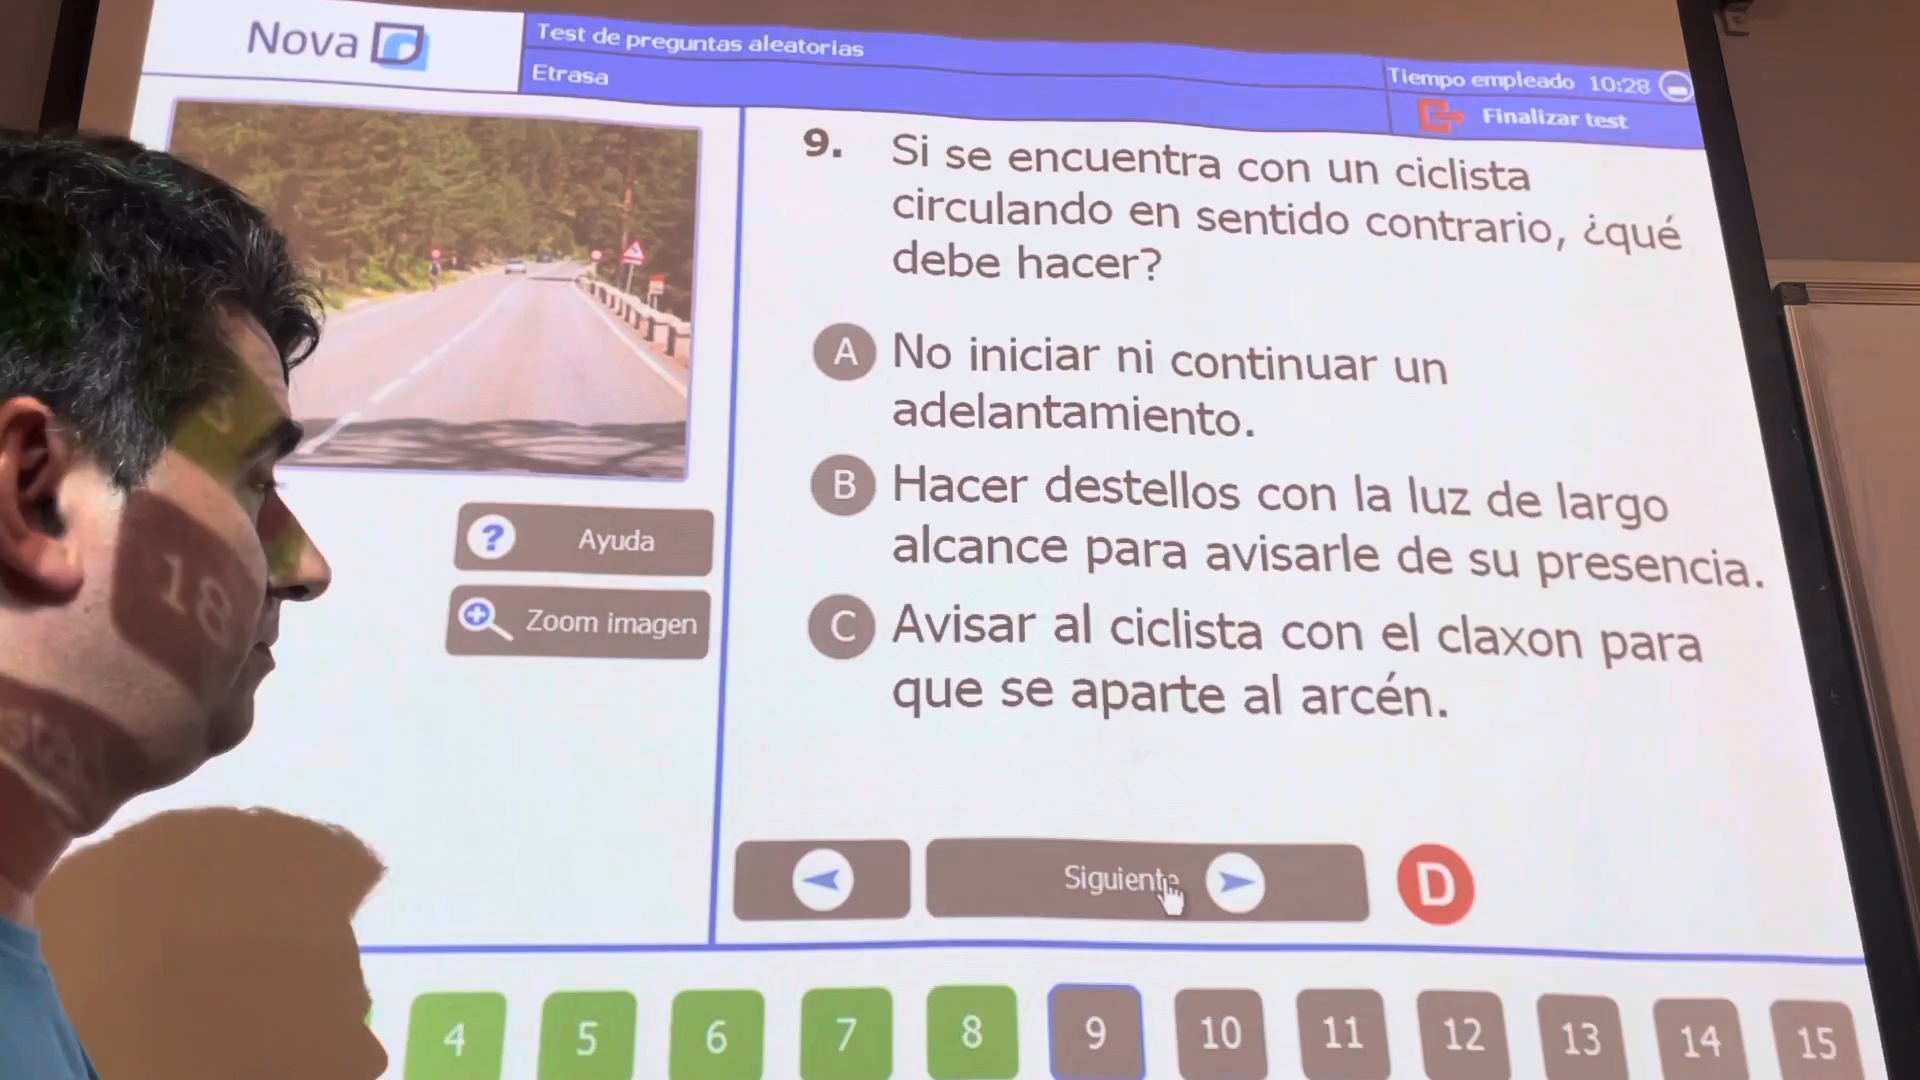 Nova
Test de preguntas aleatorias
Etrasa
Tiempo empleado 10:28
Finalizar test
9. Si se encuentra con un ciclista
circulando en sentido contrario, ¿qué
debe hacer?
A No iniciar ni continuar un
adelantamiento.
B Hacer destellos con la luz de largo
alcance para avisarle de su presencia.
C Avisar al ciclista con el claxon para
que se aparte al arcén.
? Ayuda
Zoom imagen
Siguiente
D
18
4 5 6 7 8 9 10 11 12 13 14 15